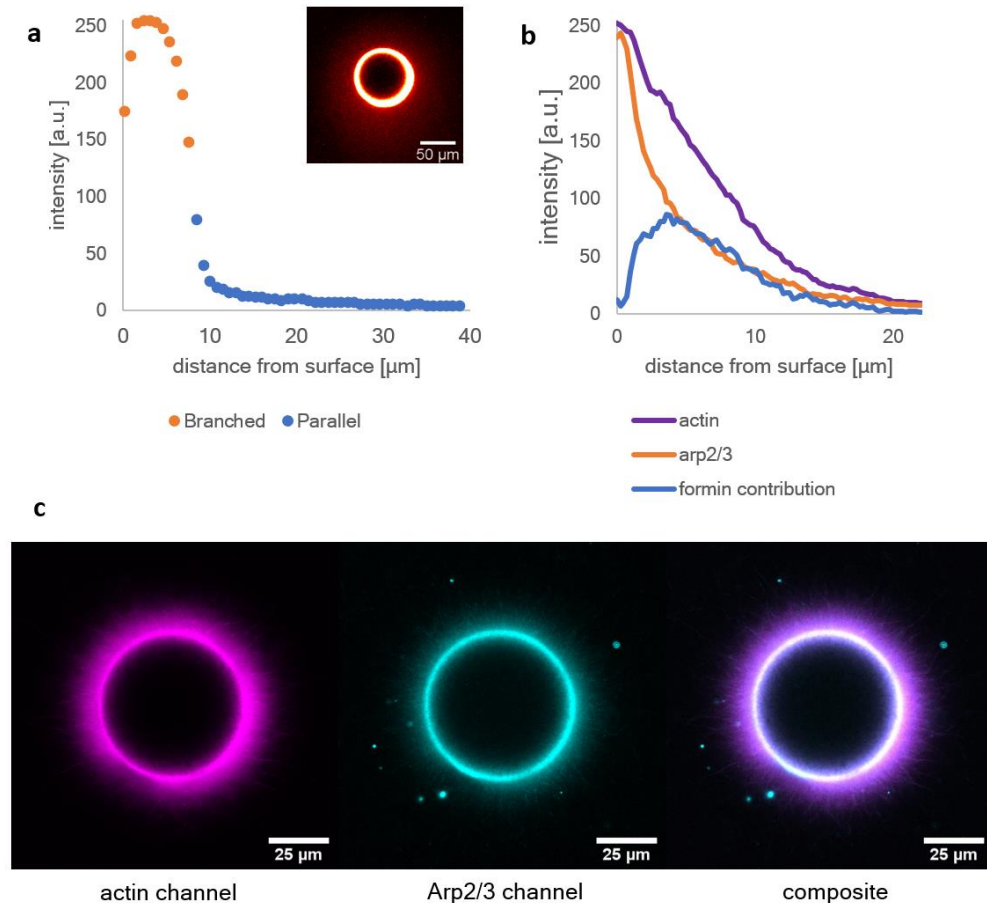 a
250
200
150
100
50
0
intensity [a.u.]
0 10 20 30 40
distance from surface [µm]
Branched Parallel
50 µm
b
250
200
150
100
50
0
intensity [a.u.]
0 10 20
distance from surface [µm]
actin
arp2/3
formin contribution
c
25 µm 25 µm 25 µm
actin channel Arp2/3 channel composite